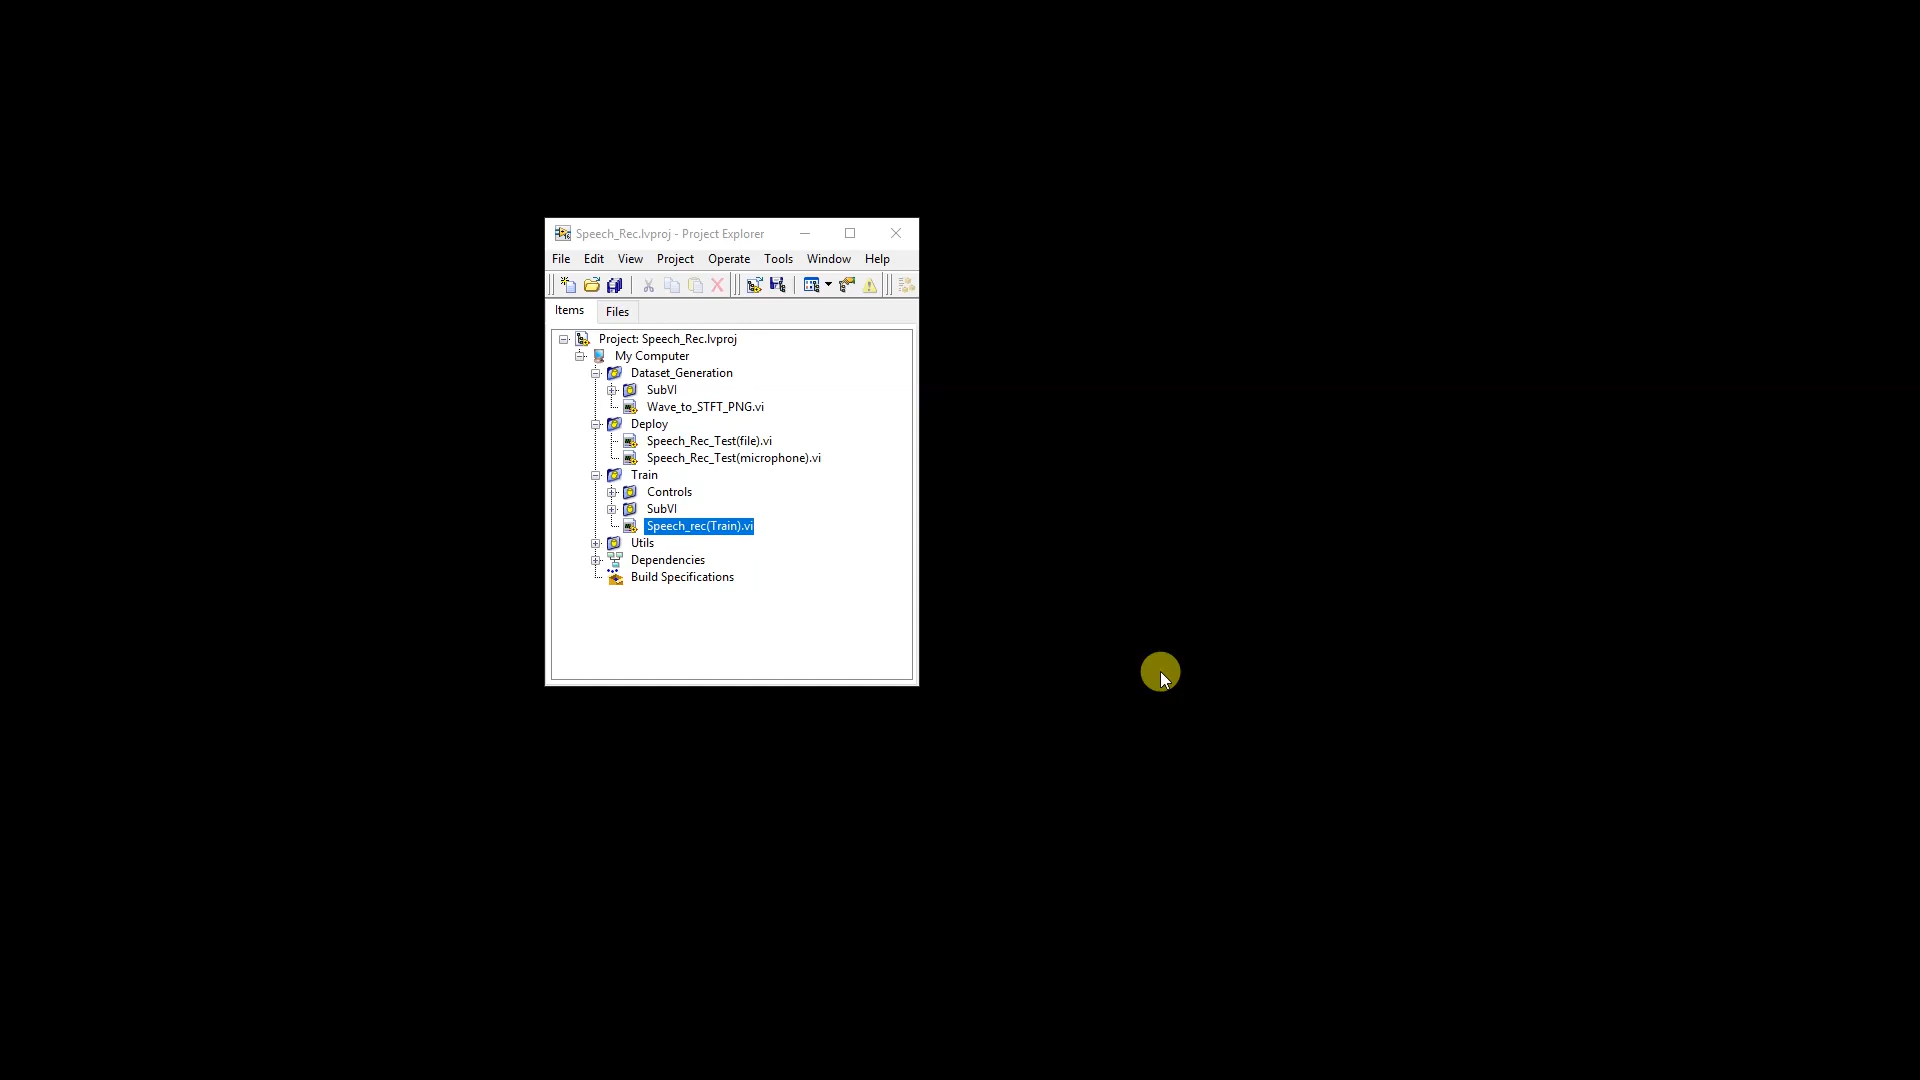 Speech_Rec.lvproj - Project Explorer
File Edit View Project Operate Tools Window Help
Items Files
Project: Speech_Rec.lvproj
My Computer
Dataset_Generation
SubVI
Wave_to_STFT_PNG.vi
Deploy
Speech_Rec_Test(file).vi
Speech_Rec_Test(microphone).vi
Train
Controls
SubVI
Speech_rec(Train).vi
Utils
Dependencies
Build Specifications